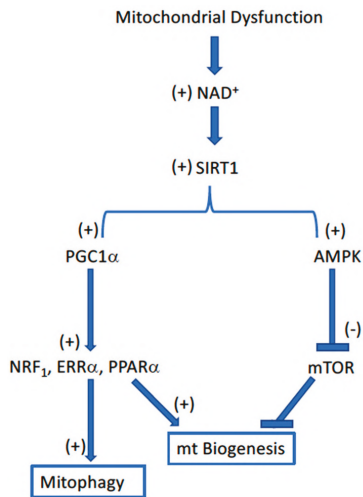 Mitochondrial Dysfunction
(+) NAD⁺
(+) SIRT1
(+) (+)
PGC1α AMPK
(+) (-)
NRF₁, ERRα, PPARα mTOR
(+)
(+) mt Biogenesis
Mitophagy